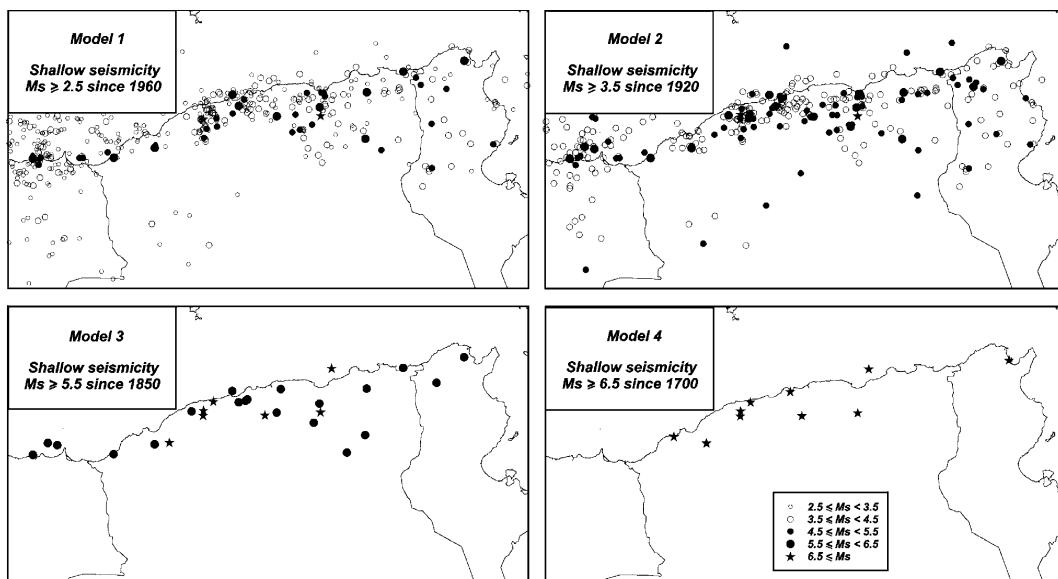 Model 1
Shallow seismicity
Ms ⩾ 2.5 since 1960
Model 2
Shallow seismicity
Ms ⩾ 3.5 since 1920
Model 3
Shallow seismicity
Ms ⩾ 5.5 since 1850
Model 4
Shallow seismicity
Ms ⩾ 6.5 since 1700
2.5 ⩽ Ms < 3.5
3.5 ⩽ Ms < 4.5
4.5 ⩽ Ms < 5.5
5.5 ⩽ Ms < 6.5
6.5 ⩽ Ms